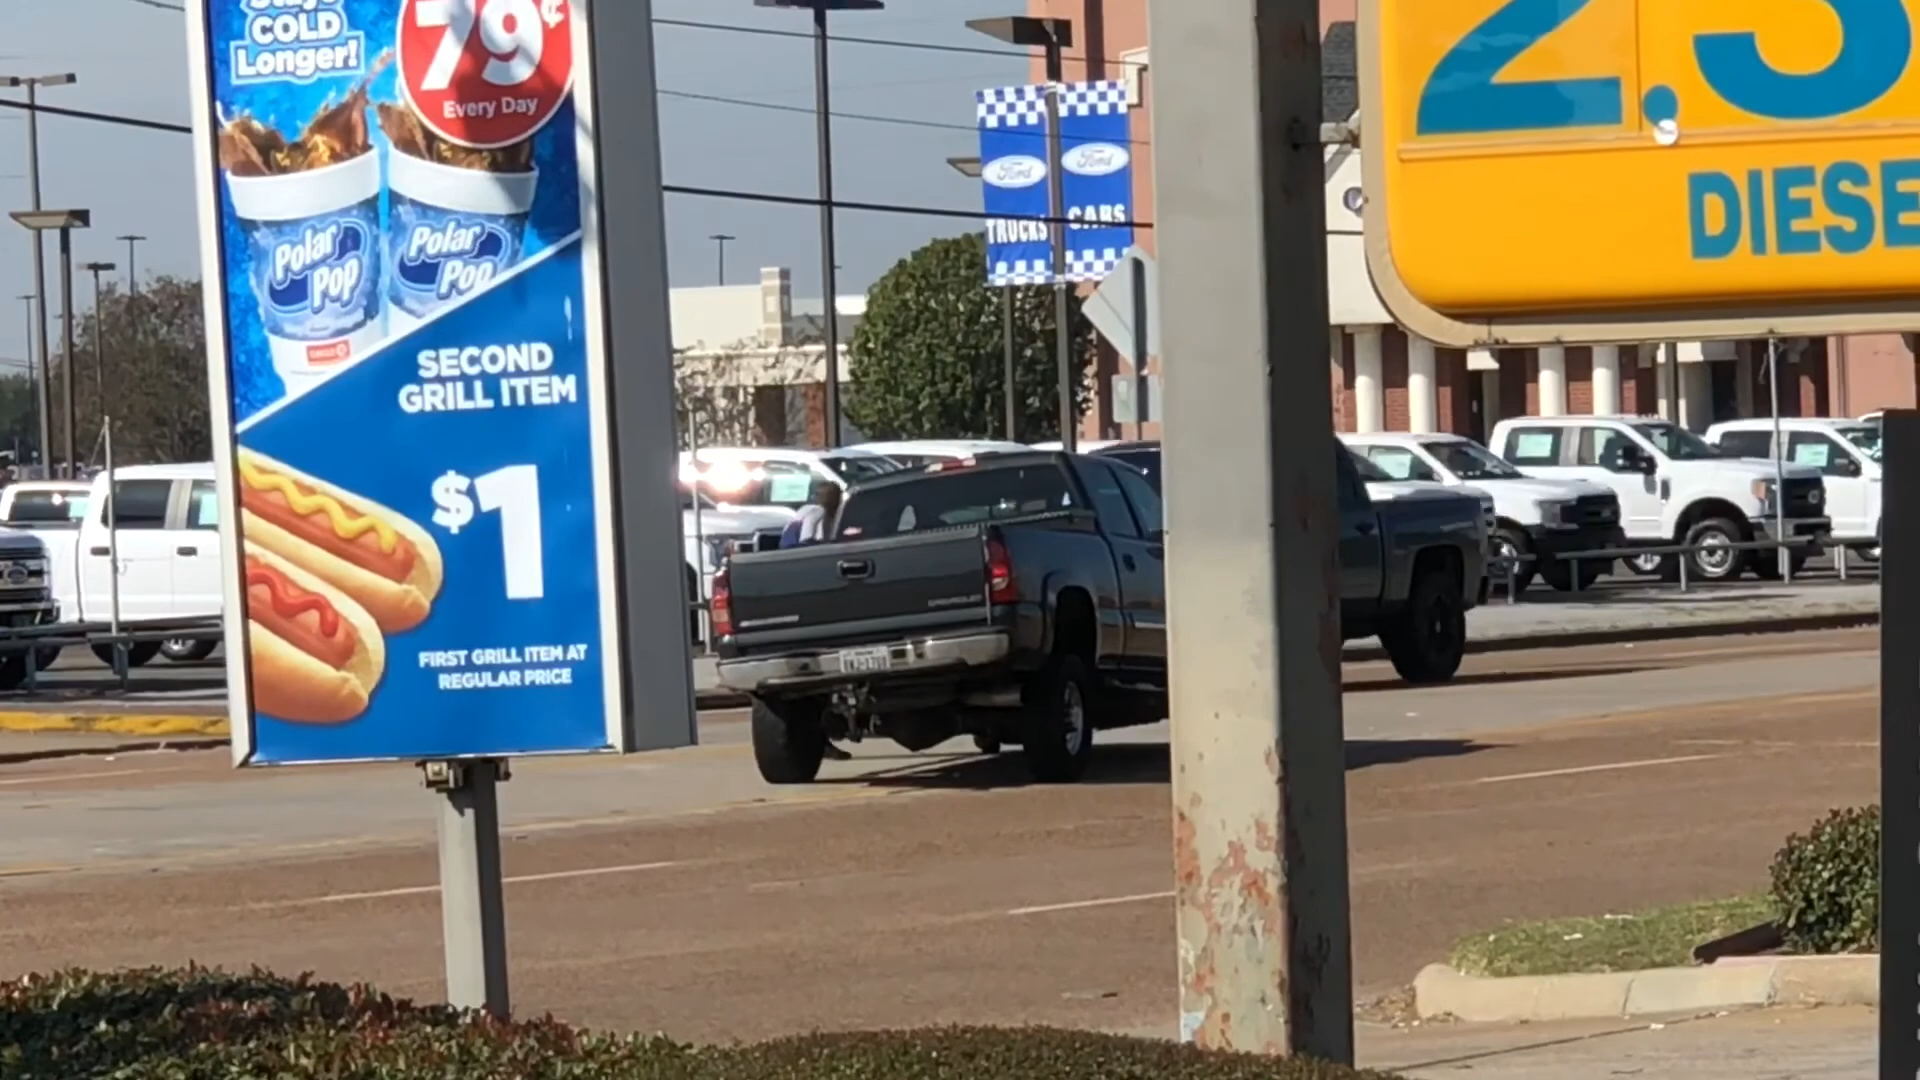 COLD
Longer!
79¢
Every Day
Polar
Pop
Polar
Pop
SECOND
GRILL ITEM
$1
FIRST GRILL ITEM AT
REGULAR PRICE
Ford
TRUCKS
Ford
CARS
2.3
DIESE
CHEVROLET